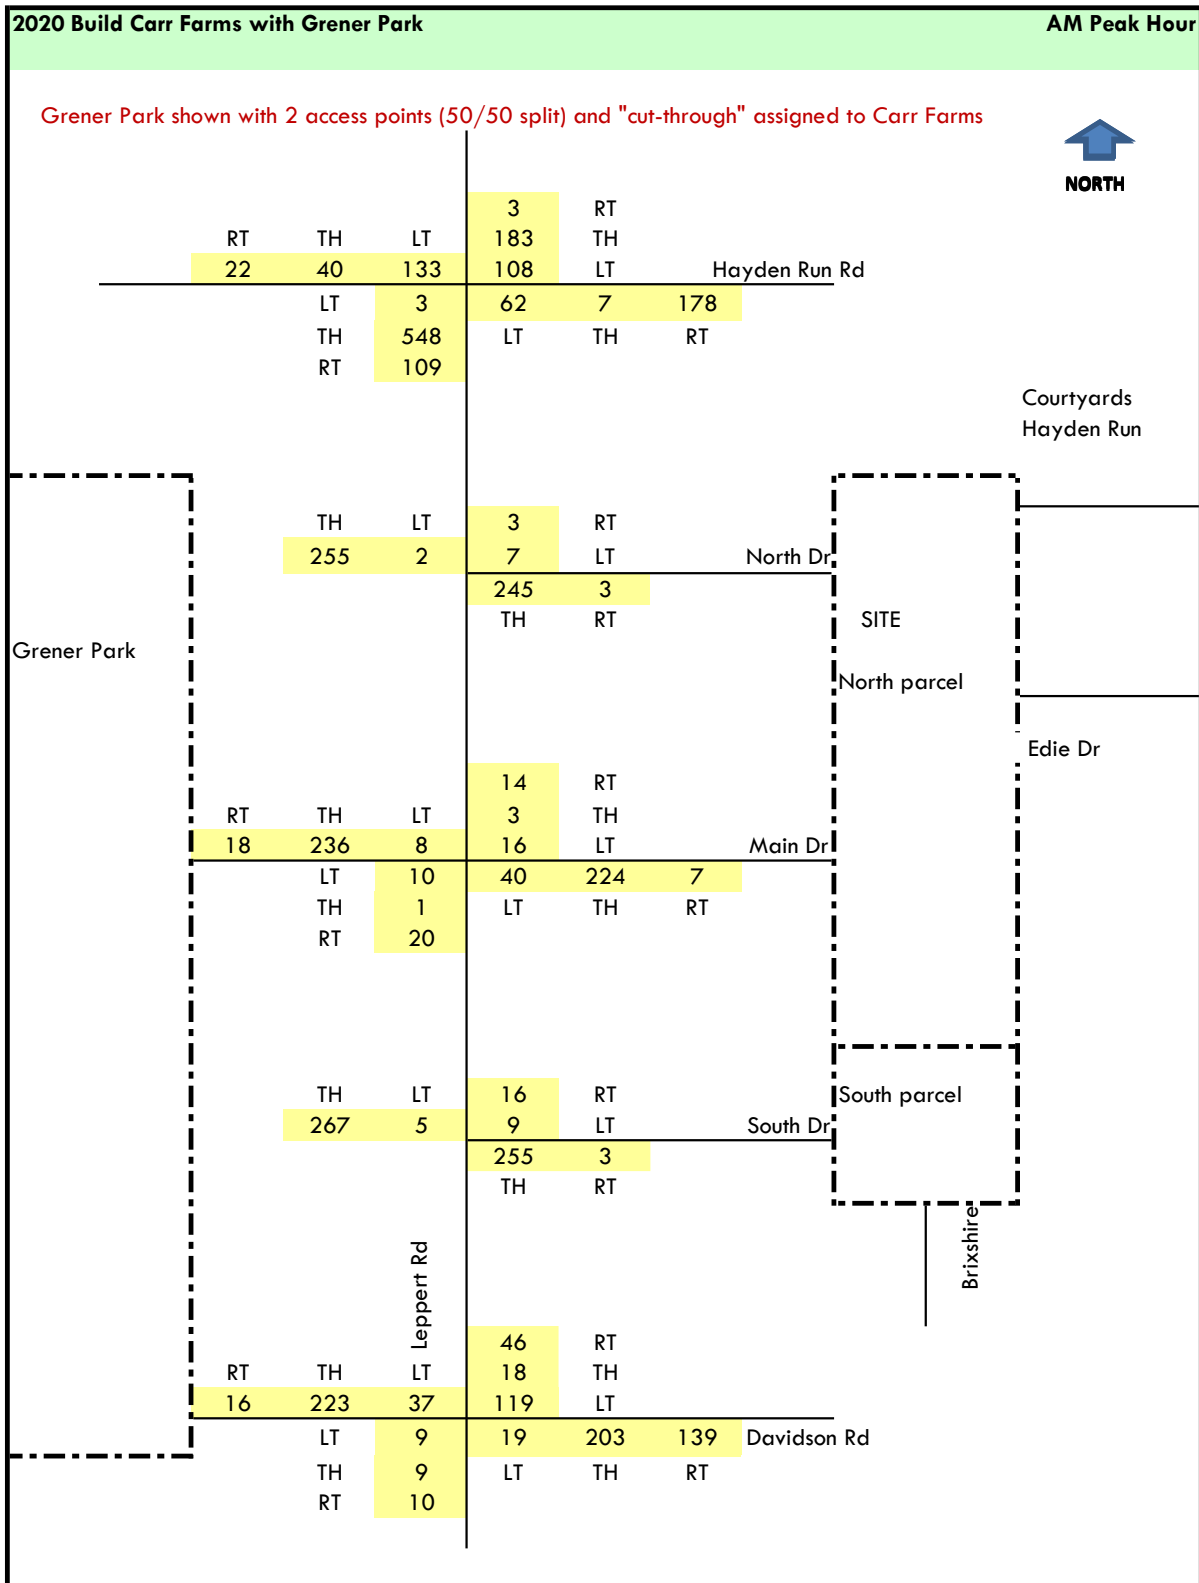 2020 Build Carr Farms with Grener Park AM Peak Hour
Grener Park shown with 2 access points (50/50 split) and "cut-through" assigned to Carr Farms
NORTH
3 RT
RT TH LT 183 TH
22 40 133 108 LT Hayden Run Rd
LT 3 62 7 178
TH 548 LT TH RT
RT 109
Courtyards
Hayden Run
TH LT 3 RT
255 2 7 LT North Dr
245 3
TH RT SITE
Grener Park
North parcel
Edie Dr
14 RT
RT TH LT 3 TH
18 236 8 16 LT Main Dr
LT 10 40 224 7
TH 1 LT TH RT
RT 20
TH LT 16 RT South parcel
267 5 9 LT South Dr
255 3
TH RT
Brixshire
Leppert Rd
46 RT
RT TH LT 18 TH
16 223 37 119 LT
LT 9 19 203 139 Davidson Rd
TH 9 LT TH RT
RT 10